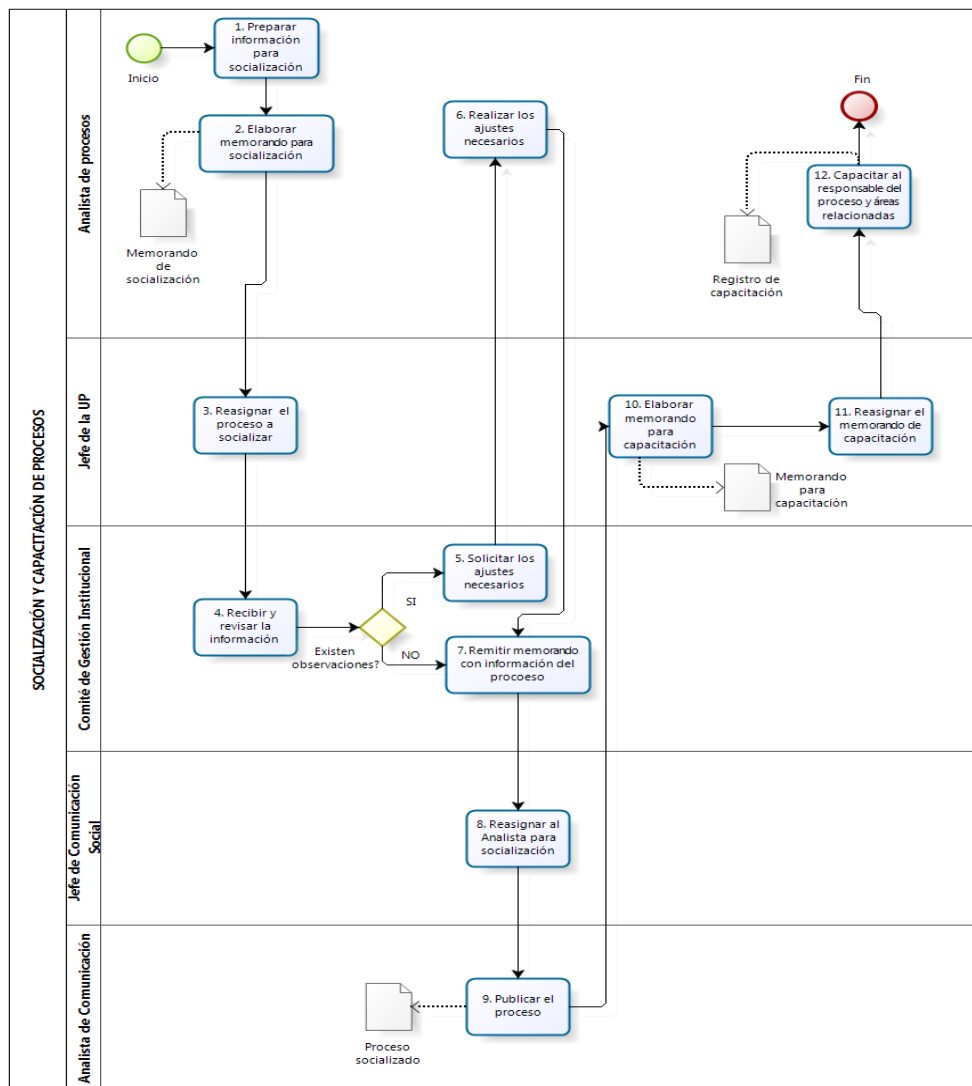 SOCIALIZACIÓN Y CAPACITACIÓN DE PROCESOS
Analista de procesos
Inicio
1. Preparar
información
para
socialización
2. Elaborar
memorando para
socialización
Memorando
de
socialización
6. Realizar los
ajustes
necesarios
Fin
12. Capacitar al
responsable del
proceso y áreas
relacionadas
Registro de
capacitación
Jefe de la UP
3. Reasignar el
proceso a
socializar
10. Elaborar
memorando
para
capacitación
11. Reasignar el
memorando de
capacitación
Memorando
para
capacitación
Comité de Gestión Institucional
4. Recibir y
revisar la
información
Existen
observaciones?
SI
NO
5. Solicitar los
ajustes
necesarios
7. Remitir memorando
con información del
procoeso
Jefe de Comunicación
Social
8. Reasignar al
Analista para
socialización
Analista de Comunicación
9. Publicar el
proceso
Proceso
socializado